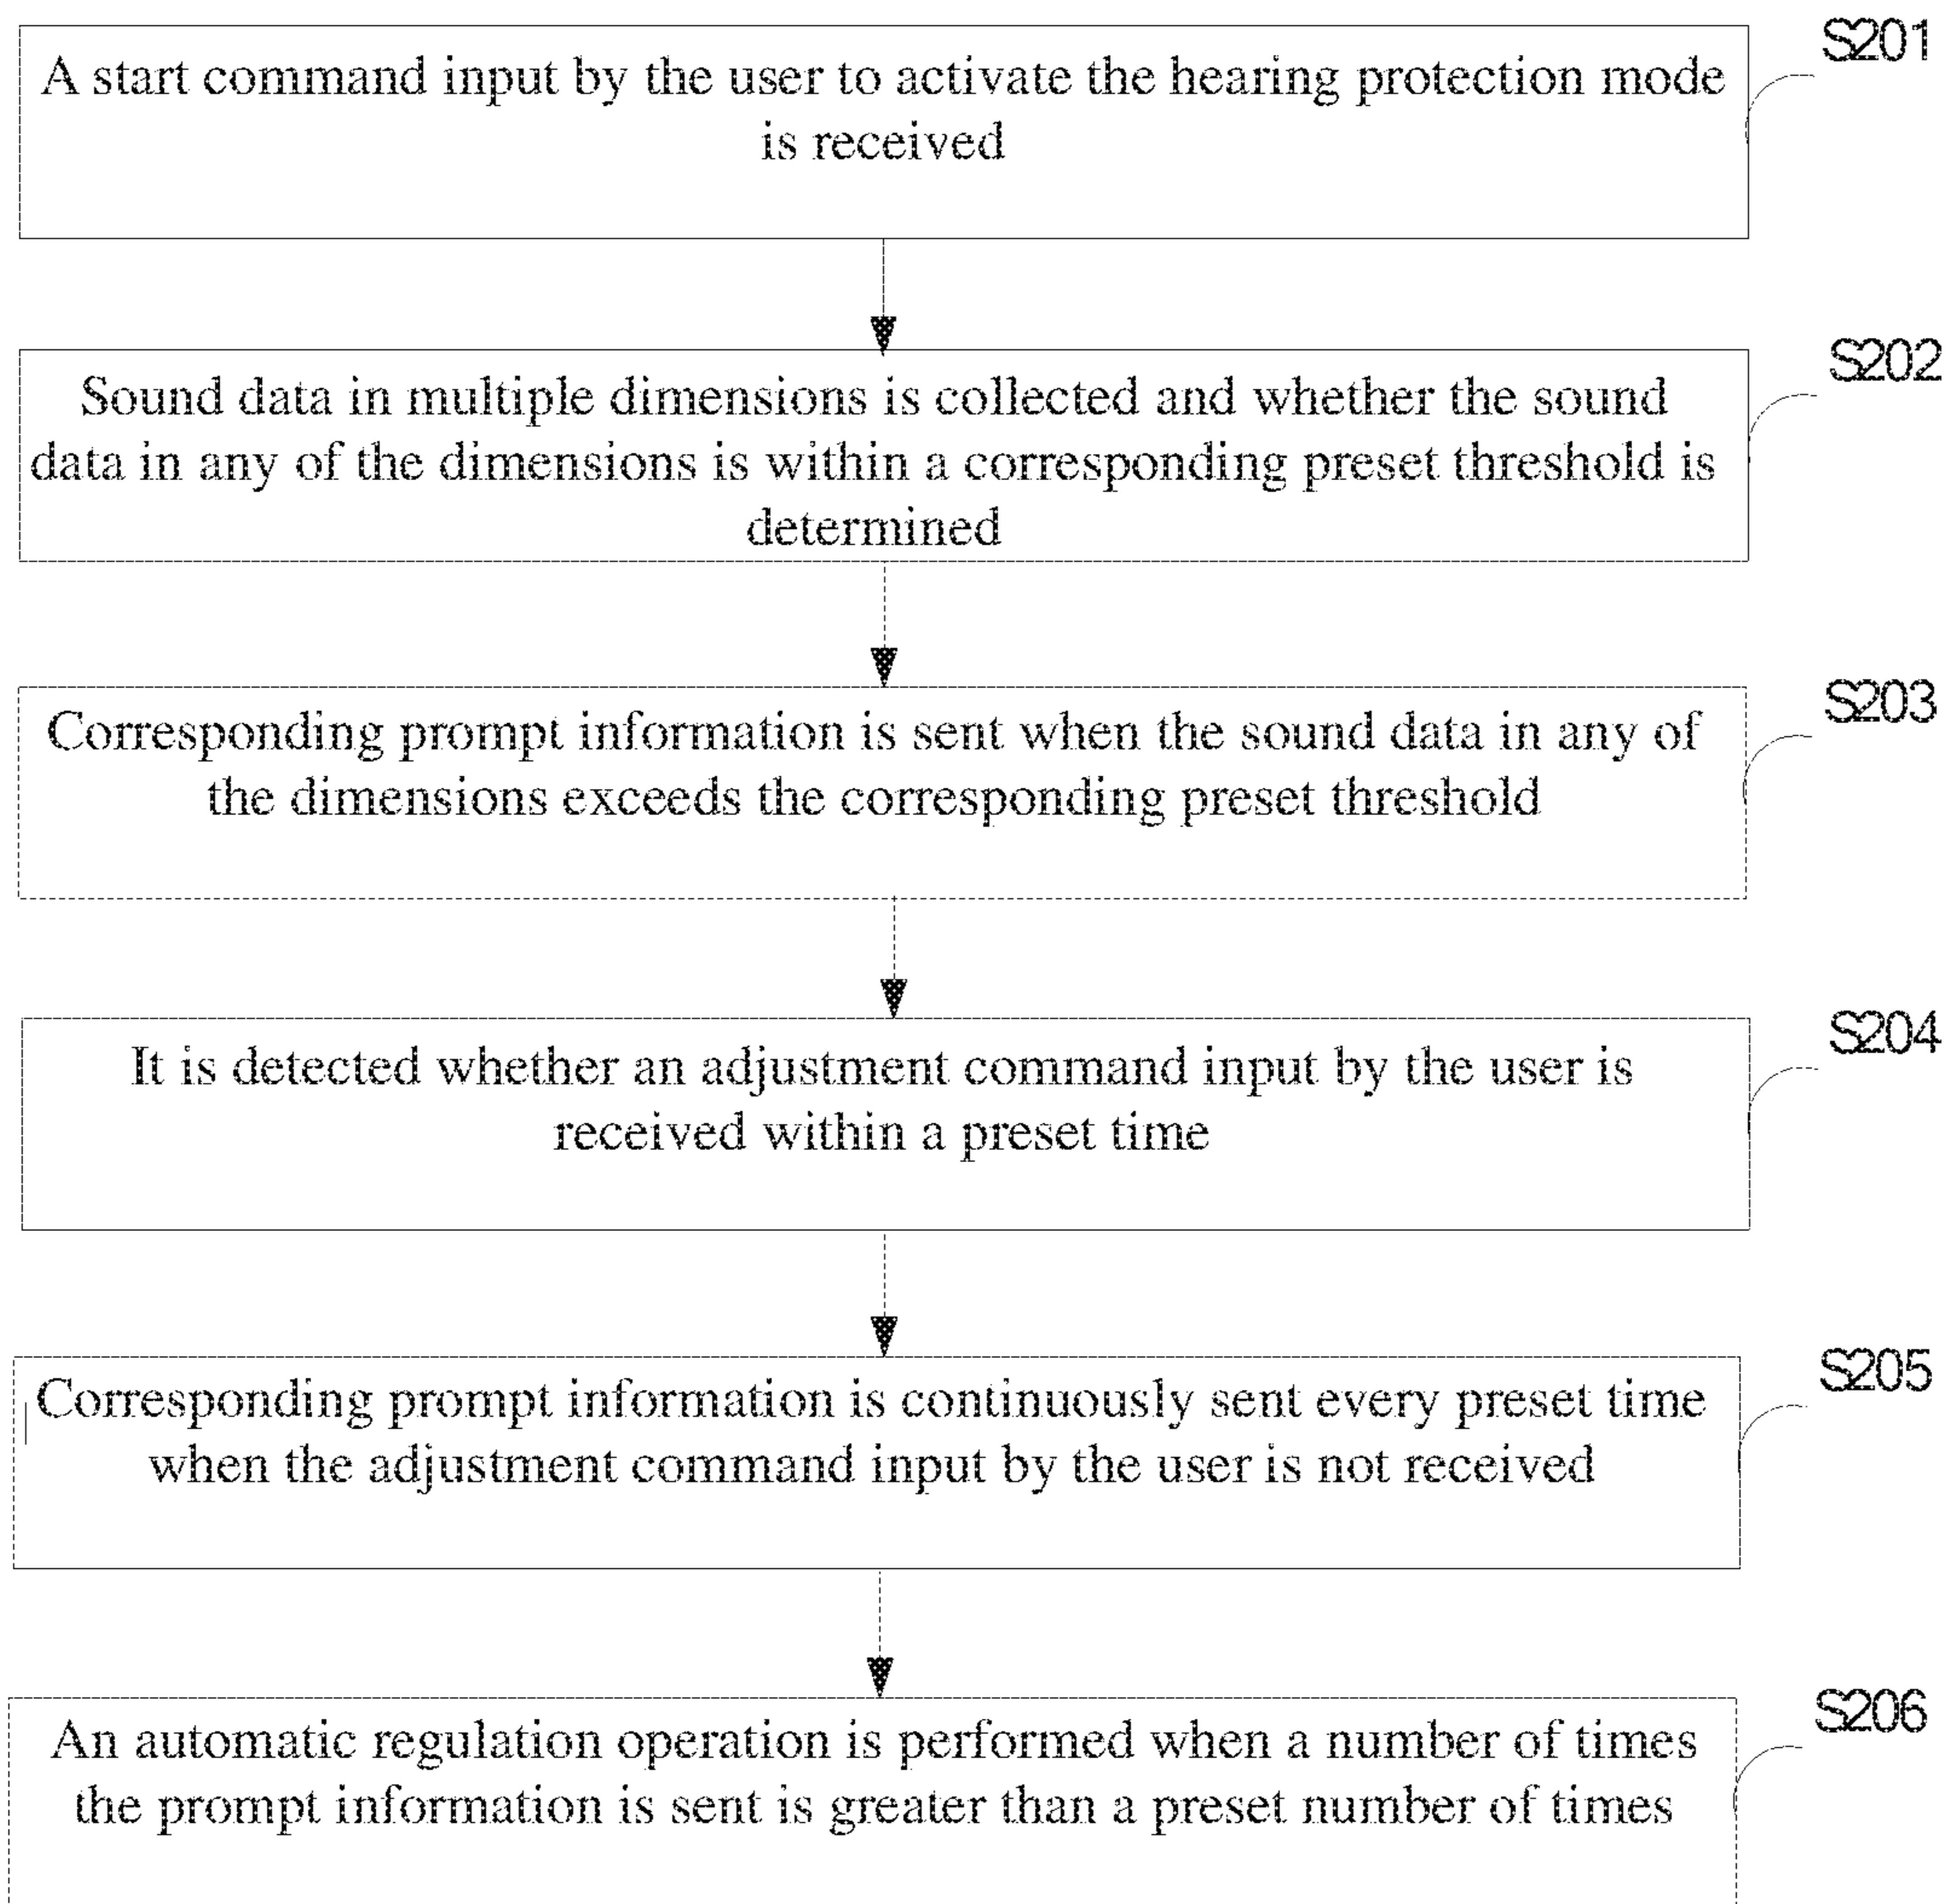 S201
A start command input by the user to activate the hearing protection mode
is received
S202
Sound data in multiple dimensions is collected and whether the sound
data in any of the dimensions is within a corresponding preset threshold is
determined
S203
Corresponding prompt information is sent when the sound data in any of
the dimensions exceeds the corresponding preset threshold
S204
It is detected whether an adjustment command input by the user is
received within a preset time
S205
Corresponding prompt information is continuously sent every preset time
when the adjustment command input by the user is not received
S206
An automatic regulation operation is performed when a number of times
the prompt information is sent is greater than a preset number of times